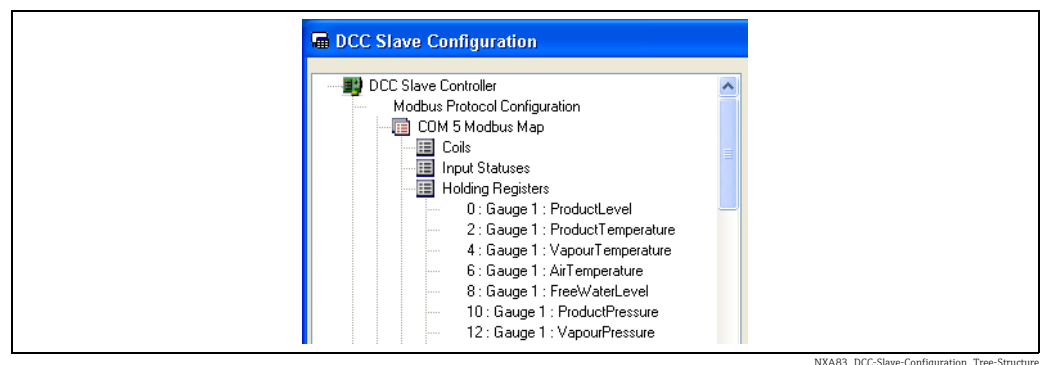 DCC Slave Configuration
DCC Slave Controller
Modbus Protocol Configuration
COM 5 Modbus Map
Coils
Input Statuses
Holding Registers
0 : Gauge 1 : ProductLevel
2 : Gauge 1 : ProductTemperature
4 : Gauge 1 : VapourTemperature
6 : Gauge 1 : AirTemperature
8 : Gauge 1 : FreeWaterLevel
10 : Gauge 1 : ProductPressure
12 : Gauge 1 : VapourPressure
NXA83_DCC-Slave-Configuration_Tree-Structure